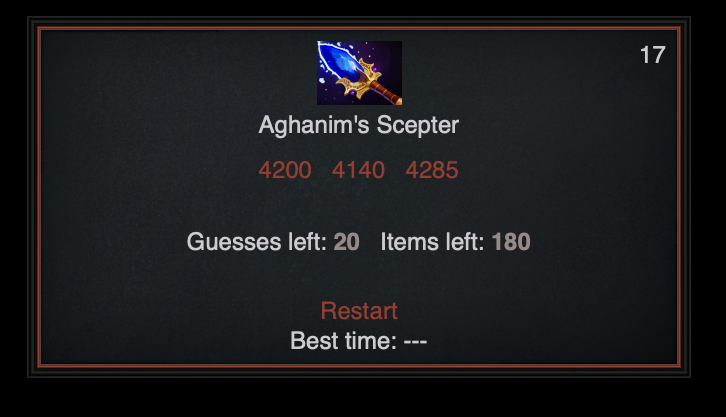 17
Aghanim's Scepter
4200 4140 4285
Guesses left: 20 Items left: 180
Restart
Best time: ---